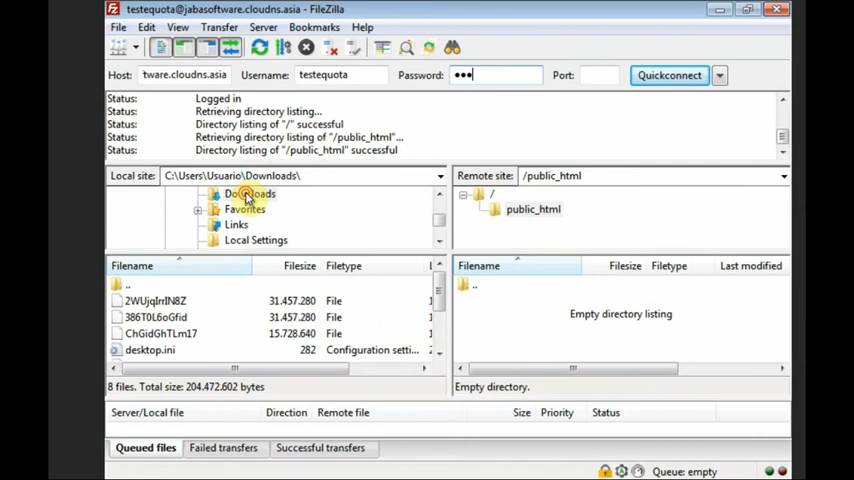 testequota@jabasoftware.cloudns.asia - FileZilla
File Edit View Transfer Server Bookmarks Help
Host: tware.cloudns.asia Username: testequota Password: ●●● Port: Quickconnect
Status: Logged in
Status: Retrieving directory listing...
Status: Directory listing of "/" successful
Status: Retrieving directory listing of "/public_html"...
Status: Directory listing of "/public_html" successful
Local site: C:\Users\Usuario\Downloads\
Remote site: /public_html
Downloads
Favorites
Links
Local Settings
/
public_html
Filename Filesize Filetype L
..
2WUjqIrrIN8Z 31.457.280 File 1
386T0L6oGfid 31.457.280 File 1
ChGidGhTLm17 15.728.640 File 1
desktop.ini 282 Configuration setti... 2
8 files. Total size: 204.472.602 bytes
Filename Filesize Filetype Last modified
..
Empty directory listing
Empty directory.
Server/Local file Direction Remote file Size Priority Status
Queued files Failed transfers Successful transfers
Queue: empty